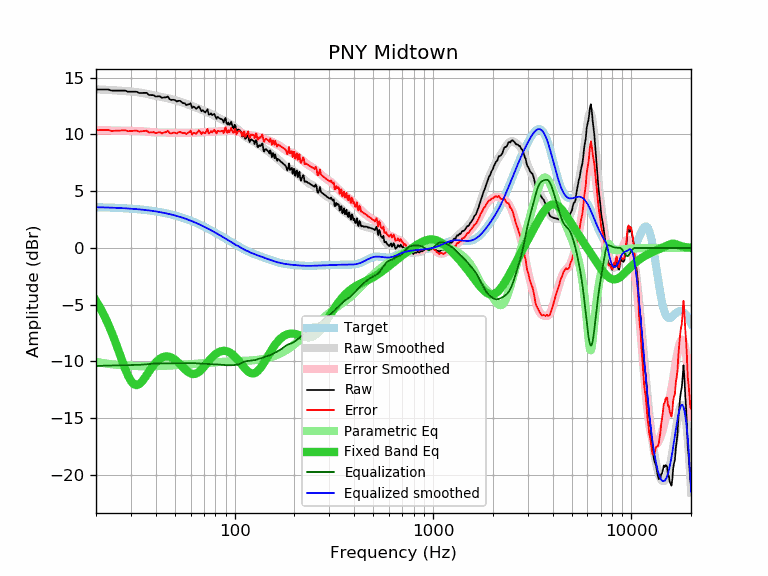 PNY Midtown
15
10
5
0
−5
−10
−15
−20
Amplitude (dBr)
Target
Raw Smoothed
Error Smoothed
Raw
Error
Parametric Eq
Fixed Band Eq
Equalization
Equalized smoothed
100
1000
10000
Frequency (Hz)